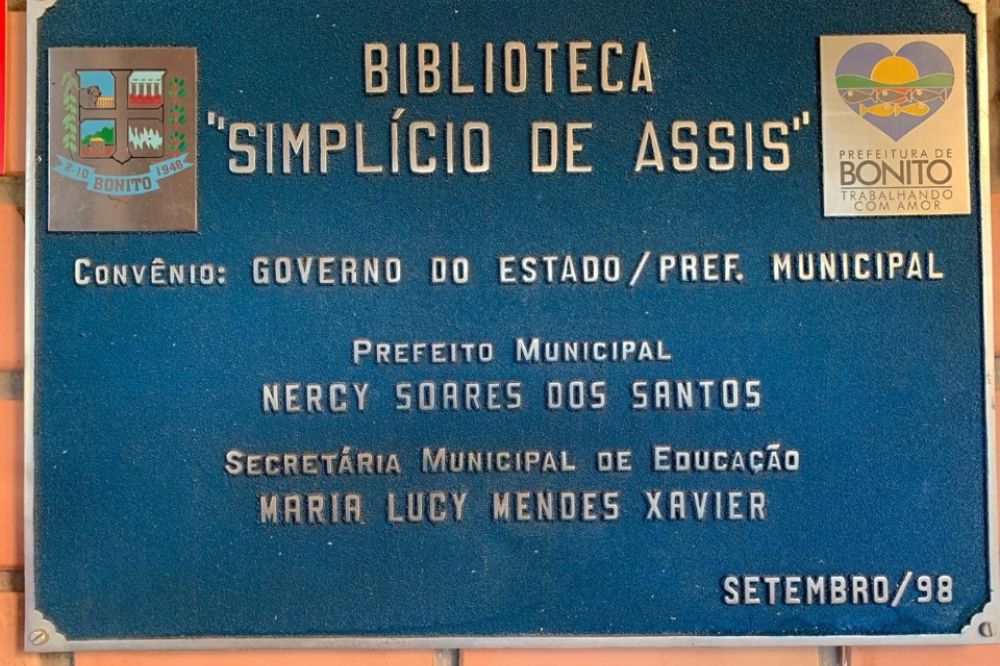 BIBLIOTECA
"SIMPLÍCIO DE ASSIS"
2-10 BONITO 1948
PREFEITURA DE
BONITO
TRABALHANDO
COM AMOR
CONVÊNIO: GOVERNO DO ESTADO/PREF. MUNICIPAL
PREFEITO MUNICIPAL
NERCY SOARES DOS SANTOS
SECRETÁRIA MUNICIPAL DE EDUCAÇÃO
MARIA LUCY MENDES XAVIER
SETEMBRO/98